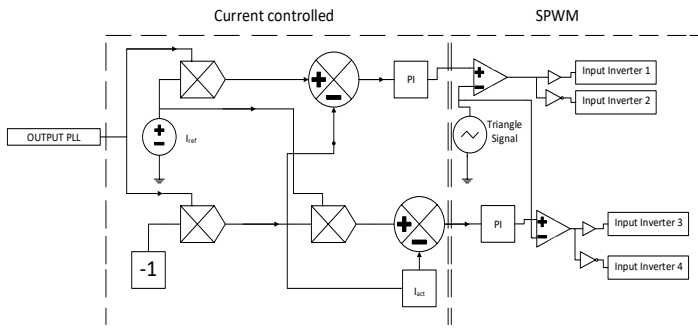 Current controlled
SPWM
PI
Input Inverter 1
Input Inverter 2
Iref
Triangle
Signal
OUTPUT PLL
PI
Input Inverter 3
-1
Iact
Input Inverter 4